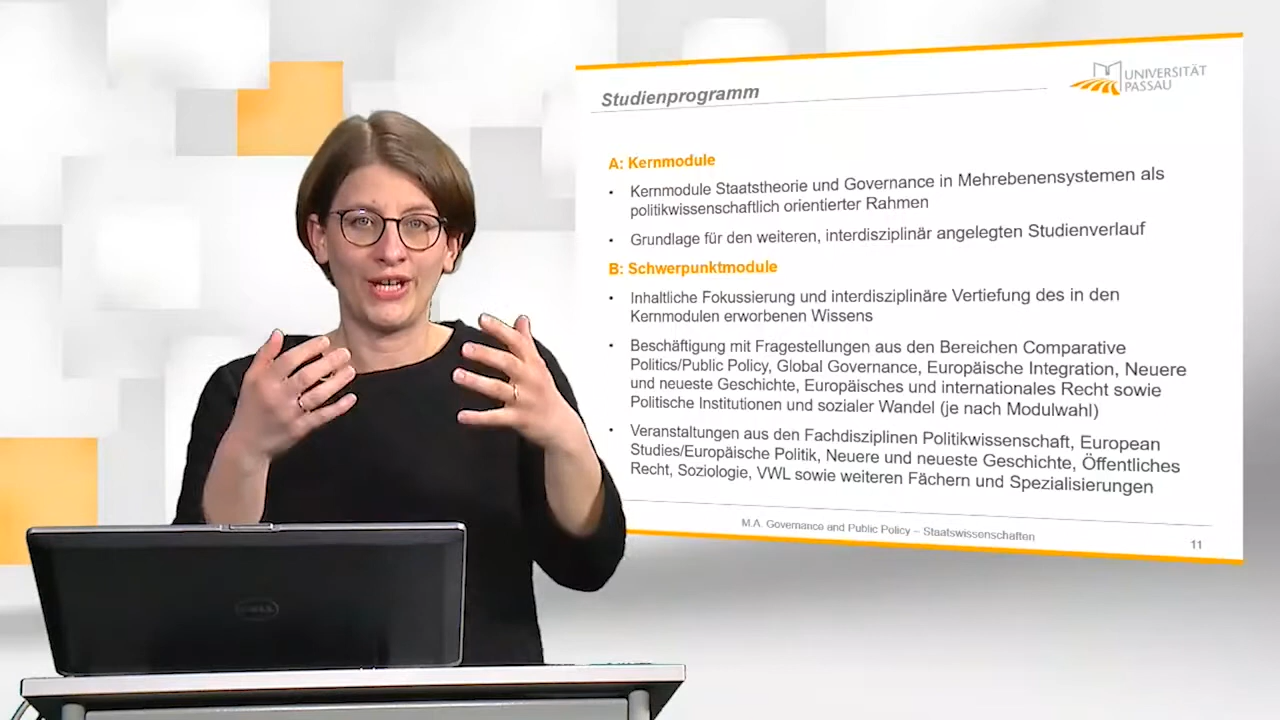 UNIVERSITÄT
PASSAU
Studienprogramm
A: Kernmodule
• Kernmodule Staatstheorie und Governance in Mehrebenensystemen als
politikwissenschaftlich orientierter Rahmen
• Grundlage für den weiteren, interdisziplinär angelegten Studienverlauf
B: Schwerpunktmodule
• Inhaltliche Fokussierung und interdisziplinäre Vertiefung des in den
Kernmodulen erworbenen Wissens
• Beschäftigung mit Fragestellungen aus den Bereichen Comparative
Politics/Public Policy, Global Governance, Europäische Integration, Neuere
und neueste Geschichte, Europäisches und internationales Recht sowie
Politische Institutionen und sozialer Wandel (je nach Modulwahl)
• Veranstaltungen aus den Fachdisziplinen Politikwissenschaft, European
Studies/Europäische Politik, Neuere und neueste Geschichte, Öffentliches
Recht, Soziologie, VWL sowie weiteren Fächern und Spezialisierungen
M.A. Governance and Public Policy – Staatswissenschaften
11
DELL